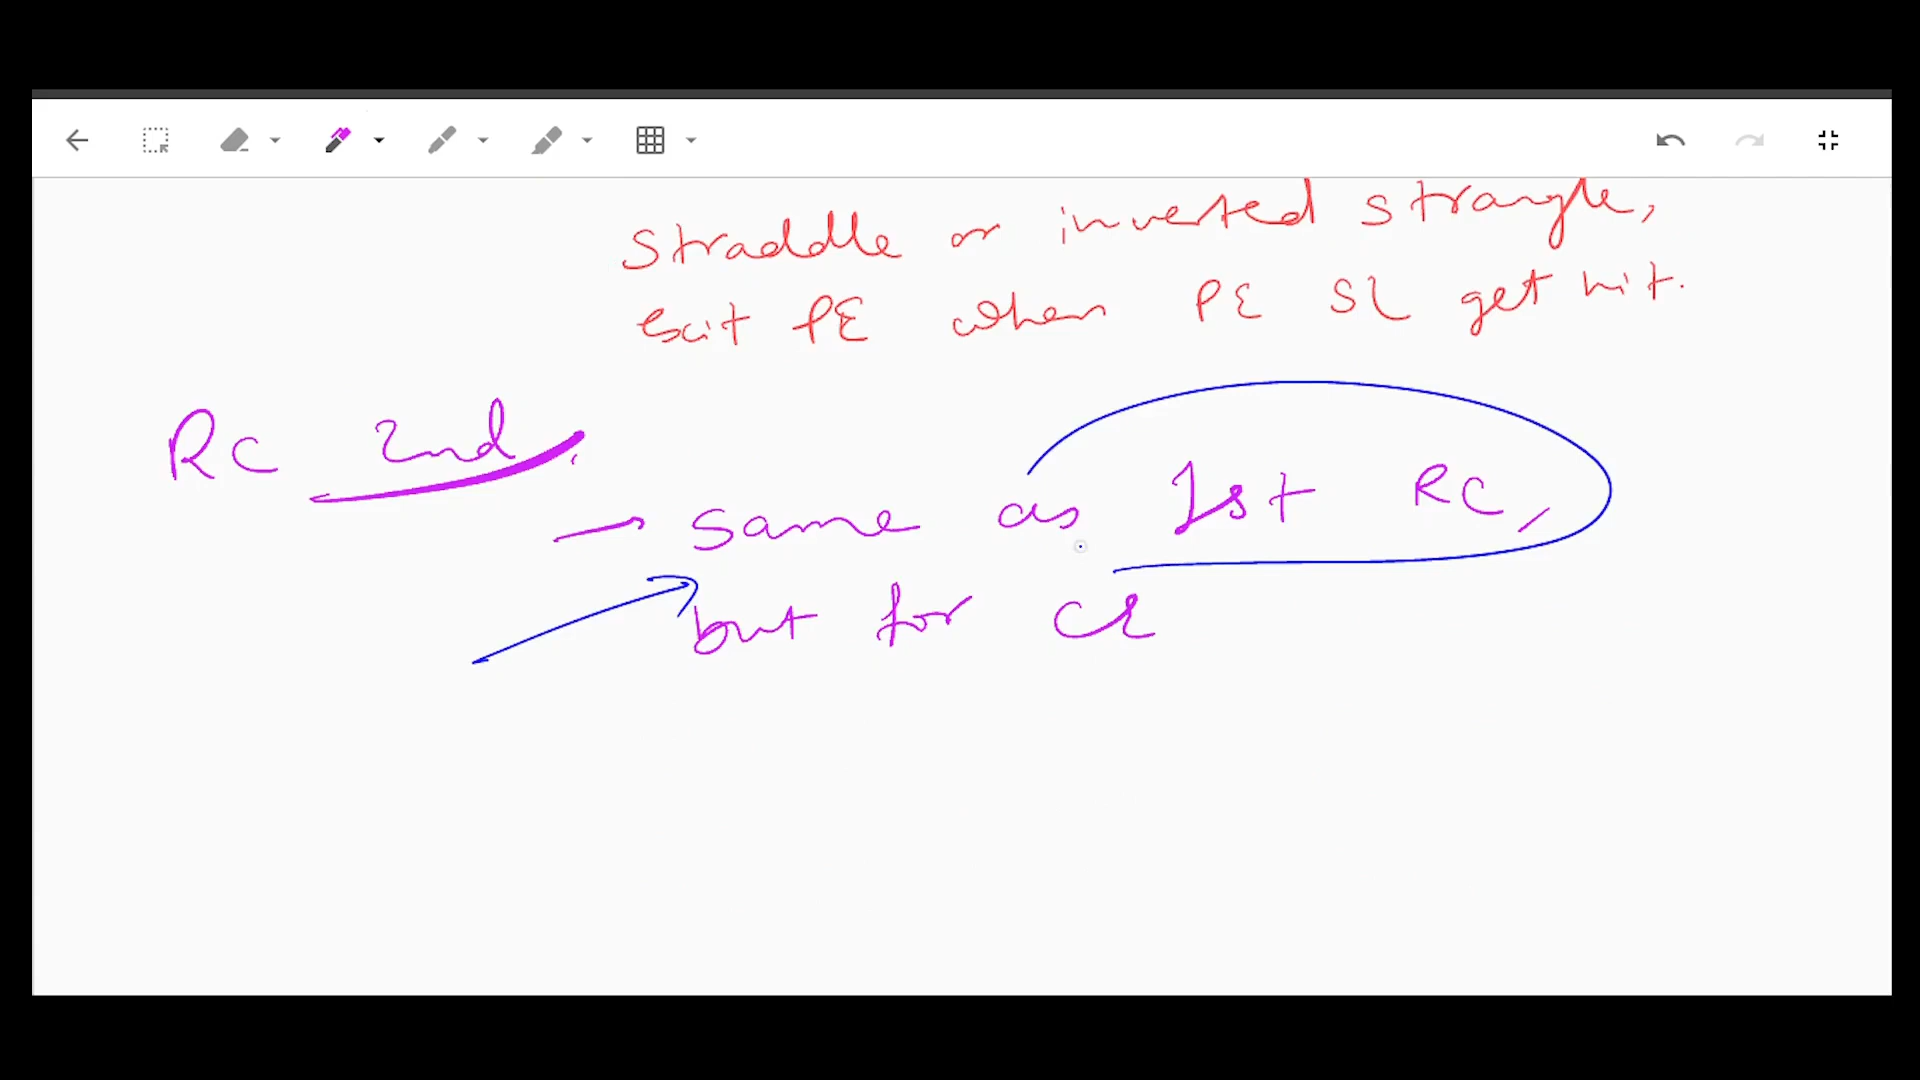 Straddle or inverted strangle,
Exit PE when PE SL get hit.
RC 2nd.
→ Same as 1st RC,
but for CE